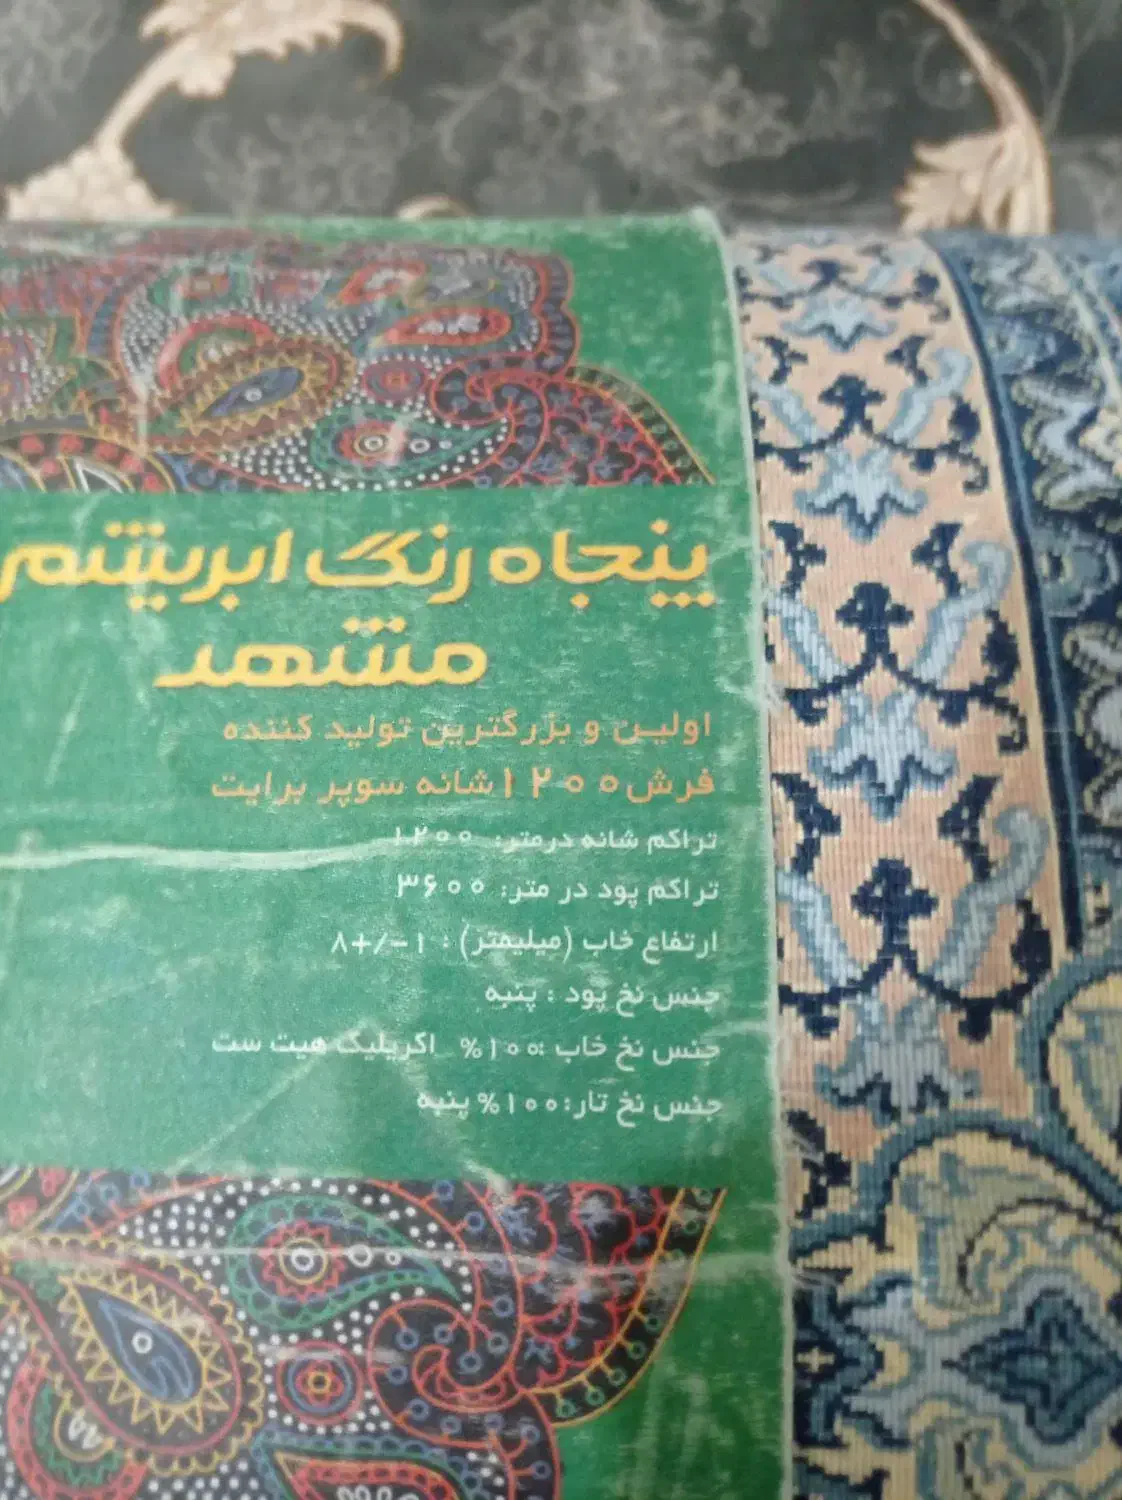 پنجاه رنگ ابریشم
مشهد
اولین و بزرگترین تولید کننده
فرش ۱۲۰۰ شانه سوپر برایت
تراکم شانه درمتر: ۱۲۰۰
تراکم پود در متر: ۳۶۰۰
ارتفاع خاب (میلیمتر) : ۱-/+۸
جنس نخ پود : پنبه
جنس نخ خاب :۱۰۰% اکریلیک هیت ست
جنس نخ تار:۱۰۰% پنبه